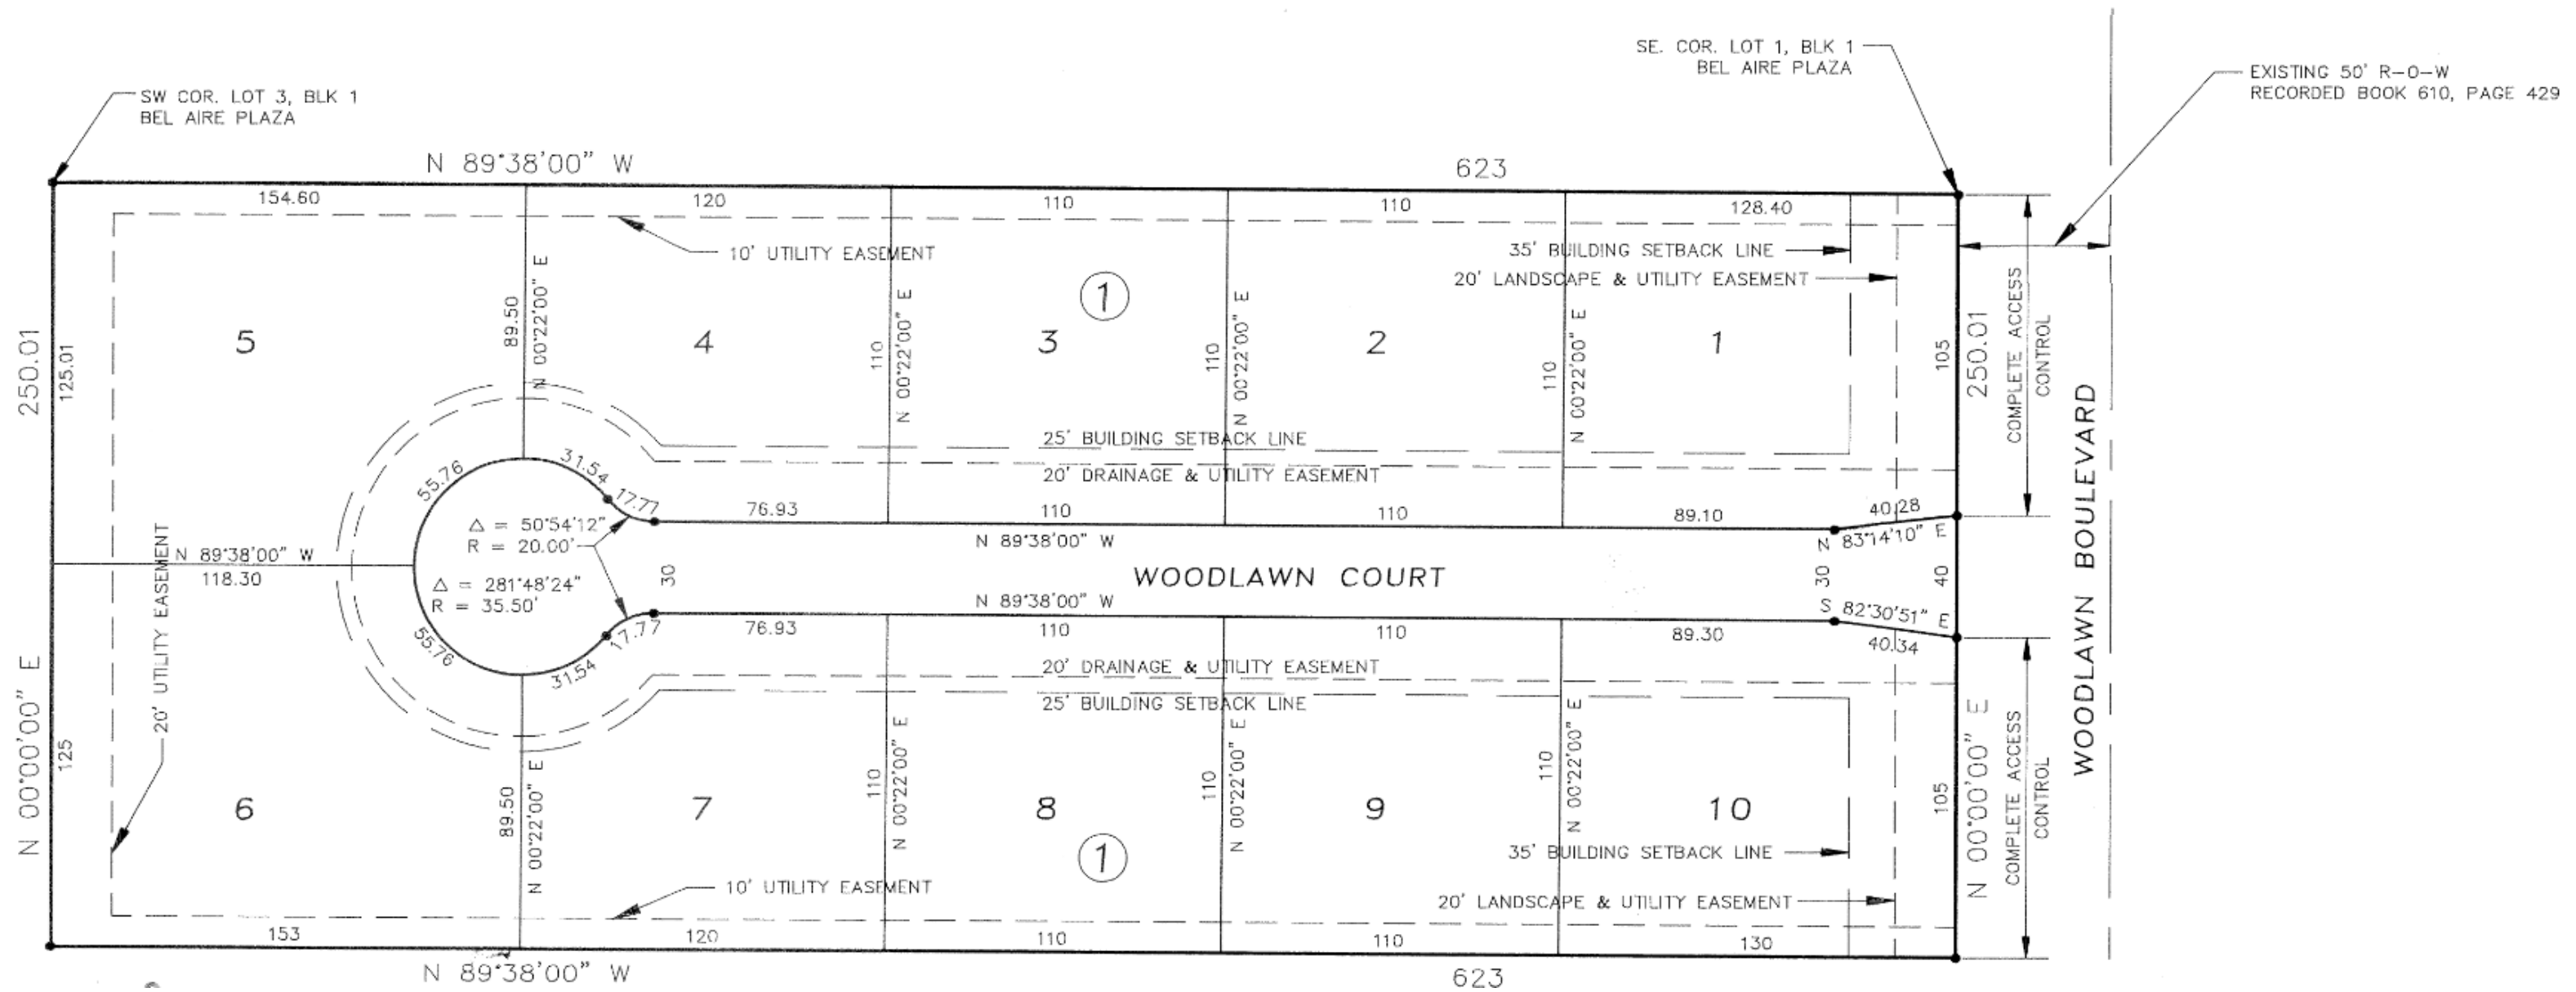 SE. COR. LOT 1, BLK 1
BEL AIRE PLAZA
EXISTING 50' R-O-W
RECORDED BOOK 610, PAGE 429
SW COR. LOT 3, BLK 1
BEL AIRE PLAZA
N 89°38'00" W
623
154.60
120
110
110
128.40
10' UTILITY EASEMENT
35' BUILDING SETBACK LINE
20' LANDSCAPE & UTILITY EASEMENT
1
5
4
3
2
1
250.01
125.01
89.50
N 00°22'00" E
110
N 00°22'00" E
110
N 00°22'00" E
110
N 00°22'00" E
105
250.01
COMPLETE ACCESS
CONTROL
25' BUILDING SETBACK LINE
20' DRAINAGE & UTILITY EASEMENT
55.76
31.54
17.77
76.93
110
110
89.10
40.28
N 83°14'10" E
Δ = 50°54'12"
R = 20.00'
N 89°38'00" W
N 89°38'00" W
118.30
Δ = 281°48'24"
R = 35.50'
30
WOODLAWN COURT
30
40
WOODLAWN BOULEVARD
N 89°38'00" W
S 82°30'51" E
55.76
31.54
17.77
76.93
110
110
89.30
40.34
20' DRAINAGE & UTILITY EASEMENT
25' BUILDING SETBACK LINE
20' UTILITY EASEMENT
N 00°00'00" E
125
6
89.50
N 00°22'00" E
7
110
N 00°22'00" E
8
110
N 00°22'00" E
9
110
N 00°22'00" E
10
105
N 00°00'00" E
COMPLETE ACCESS
CONTROL
1
35' BUILDING SETBACK LINE
10' UTILITY EASEMENT
20' LANDSCAPE & UTILITY EASEMENT
153
120
110
110
130
N 89°38'00" W
623